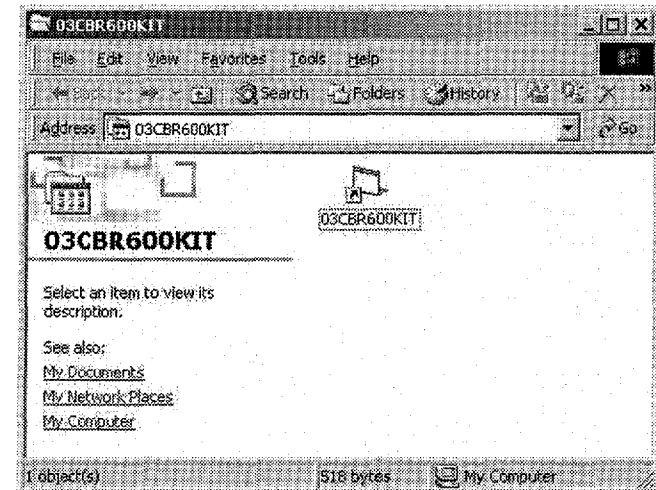 03CBR600KIT
File Edit View Favorites Tools Help
Back Search Folders History »
Address 03CBR600KIT Go
03CBR600KIT
03CBR600KIT
Select an item to view its
description.
See also:
My Documents
My Network Places
My Computer
1 object(s) 518 bytes My Computer